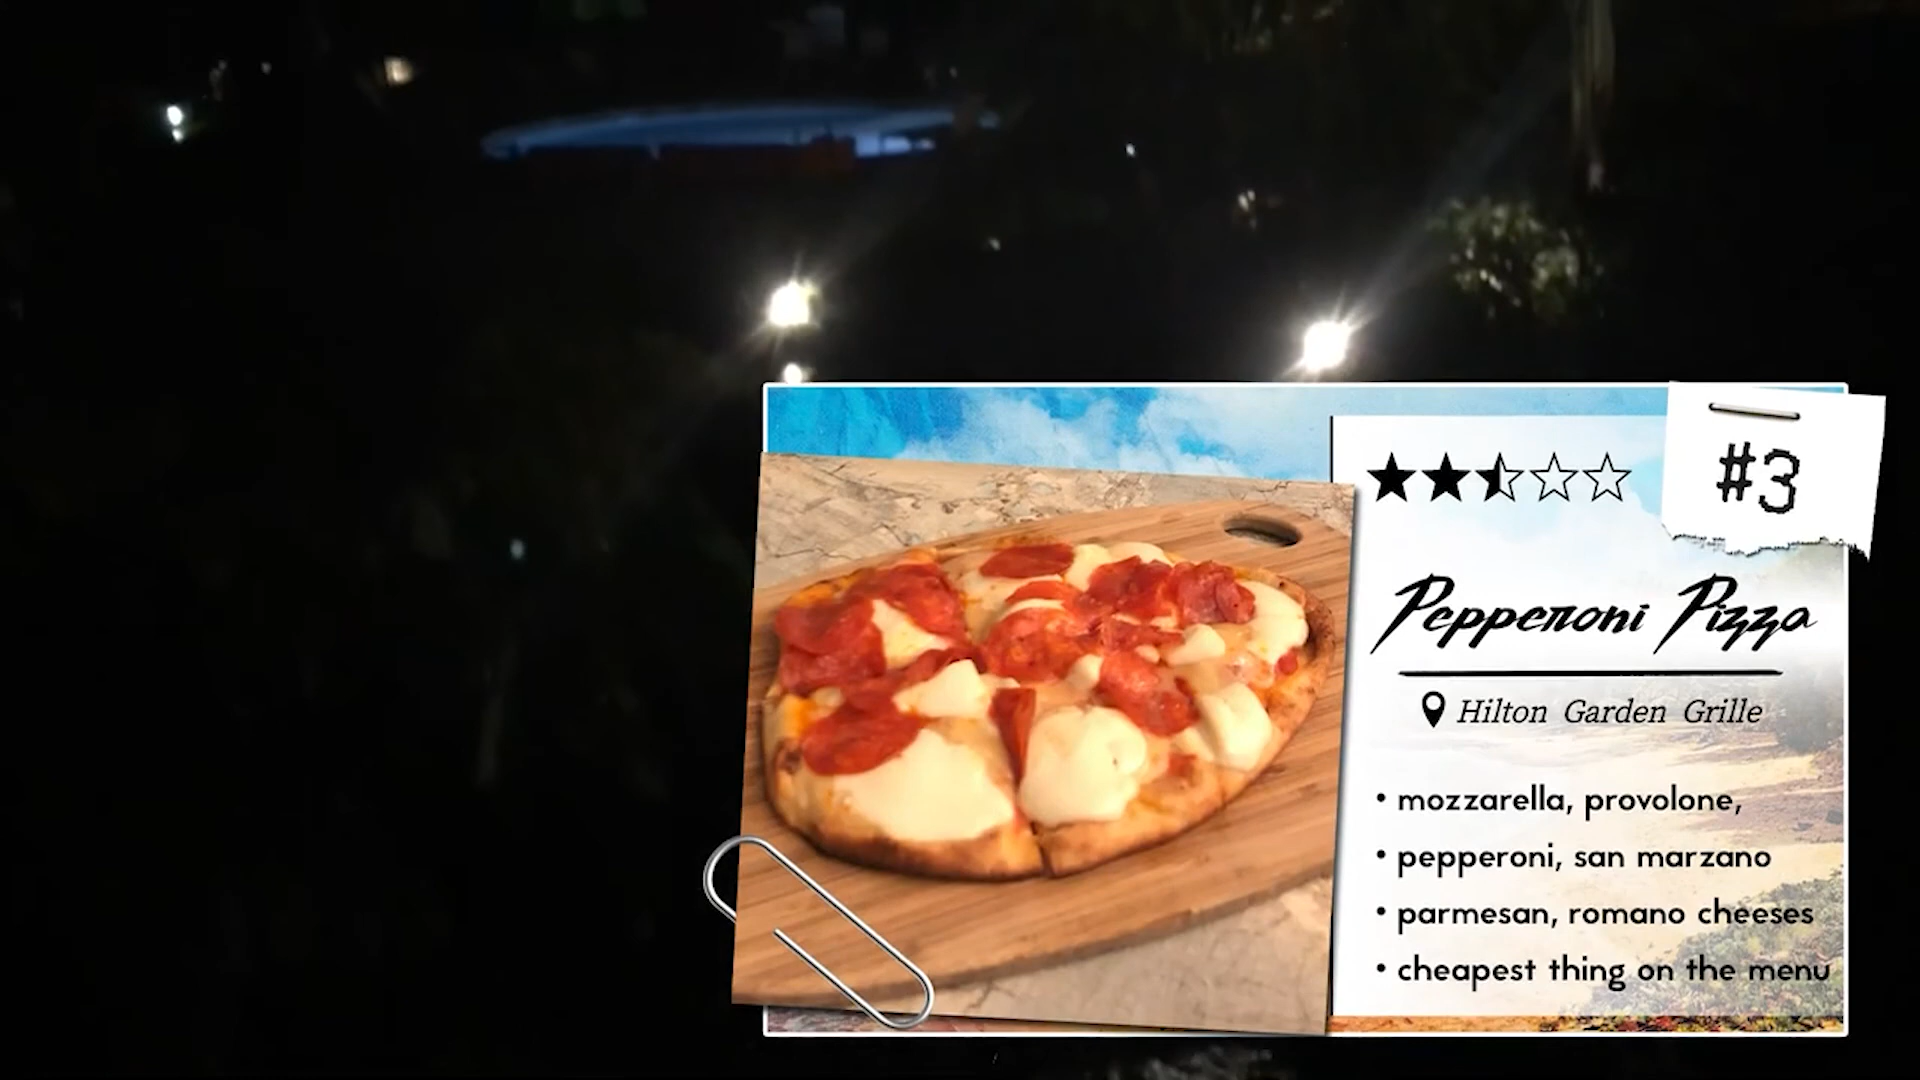 #3
Pepperoni Pizza
Hilton Garden Grille
• mozzarella, provolone,
• pepperoni, san marzano
• parmesan, romano cheeses
• cheapest thing on the menu